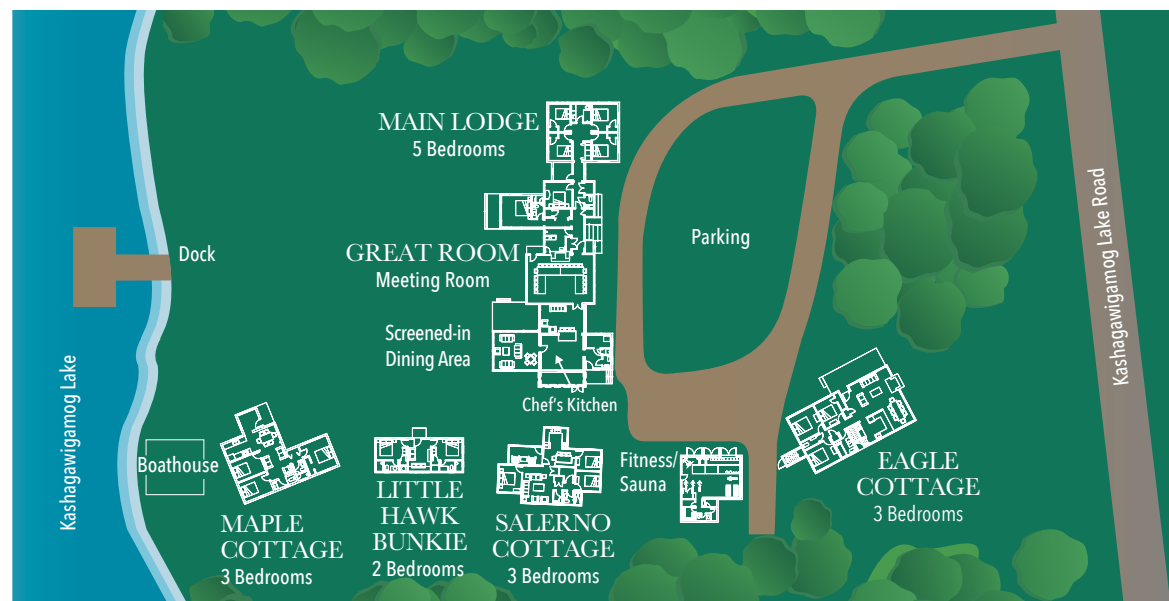 MAIN LODGE
5 Bedrooms
GREAT ROOM
Meeting Room
Parking
Dock
Screened-in
Dining Area
Chef's Kitchen
Kashagawigamog Lake
Kashagawigamog Lake Road
Boathouse
MAPLE
COTTAGE
3 Bedrooms
LITTLE
HAWK
BUNKIE
2 Bedrooms
SALERNO
COTTAGE
3 Bedrooms
Fitness/
Sauna
EAGLE
COTTAGE
3 Bedrooms